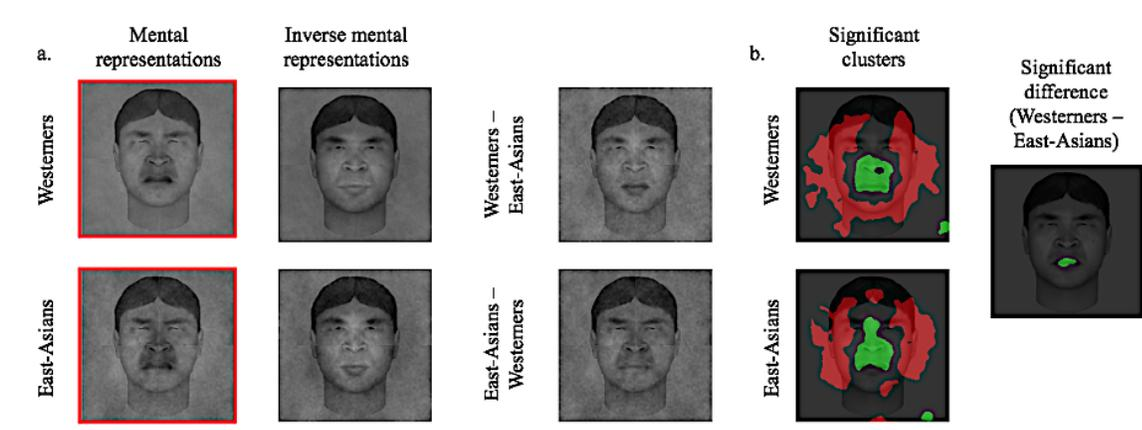 a.
Mental
representations
Inverse mental
representations
Westerners
East-Asians
Westerners –
East-Asians
East-Asians –
Westerners
b.
Significant
clusters
Westerners
East-Asians
Significant
difference
(Westerners –
East-Asians)